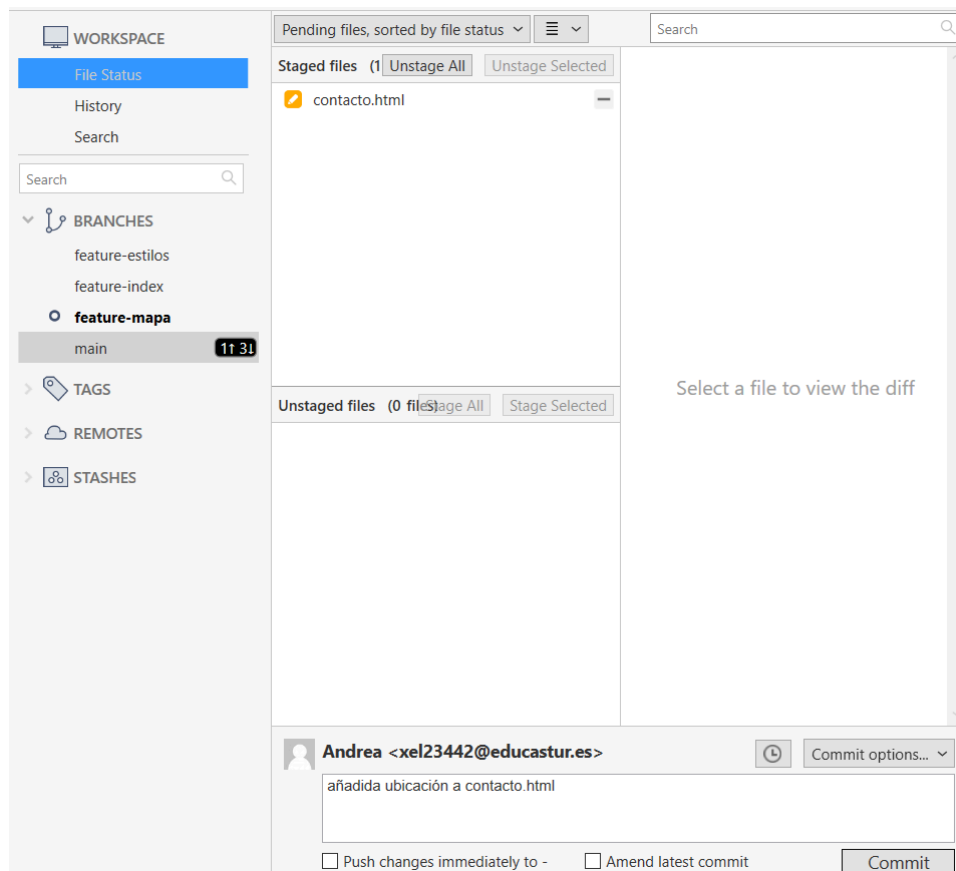 WORKSPACE
File Status
History
Search
Search
BRANCHES
feature-estilos
feature-index
feature-mapa
main 1↑ 3↓
TAGS
REMOTES
STASHES
Pending files, sorted by file status
Search
Staged files (1 Unstage All Unstage Selected
contacto.html
Unstaged files (0 files) Stage All Stage Selected
Select a file to view the diff
Andrea <xel23442@educastur.es>
Commit options...
añadida ubicación a contacto.html
Push changes immediately to - Amend latest commit Commit